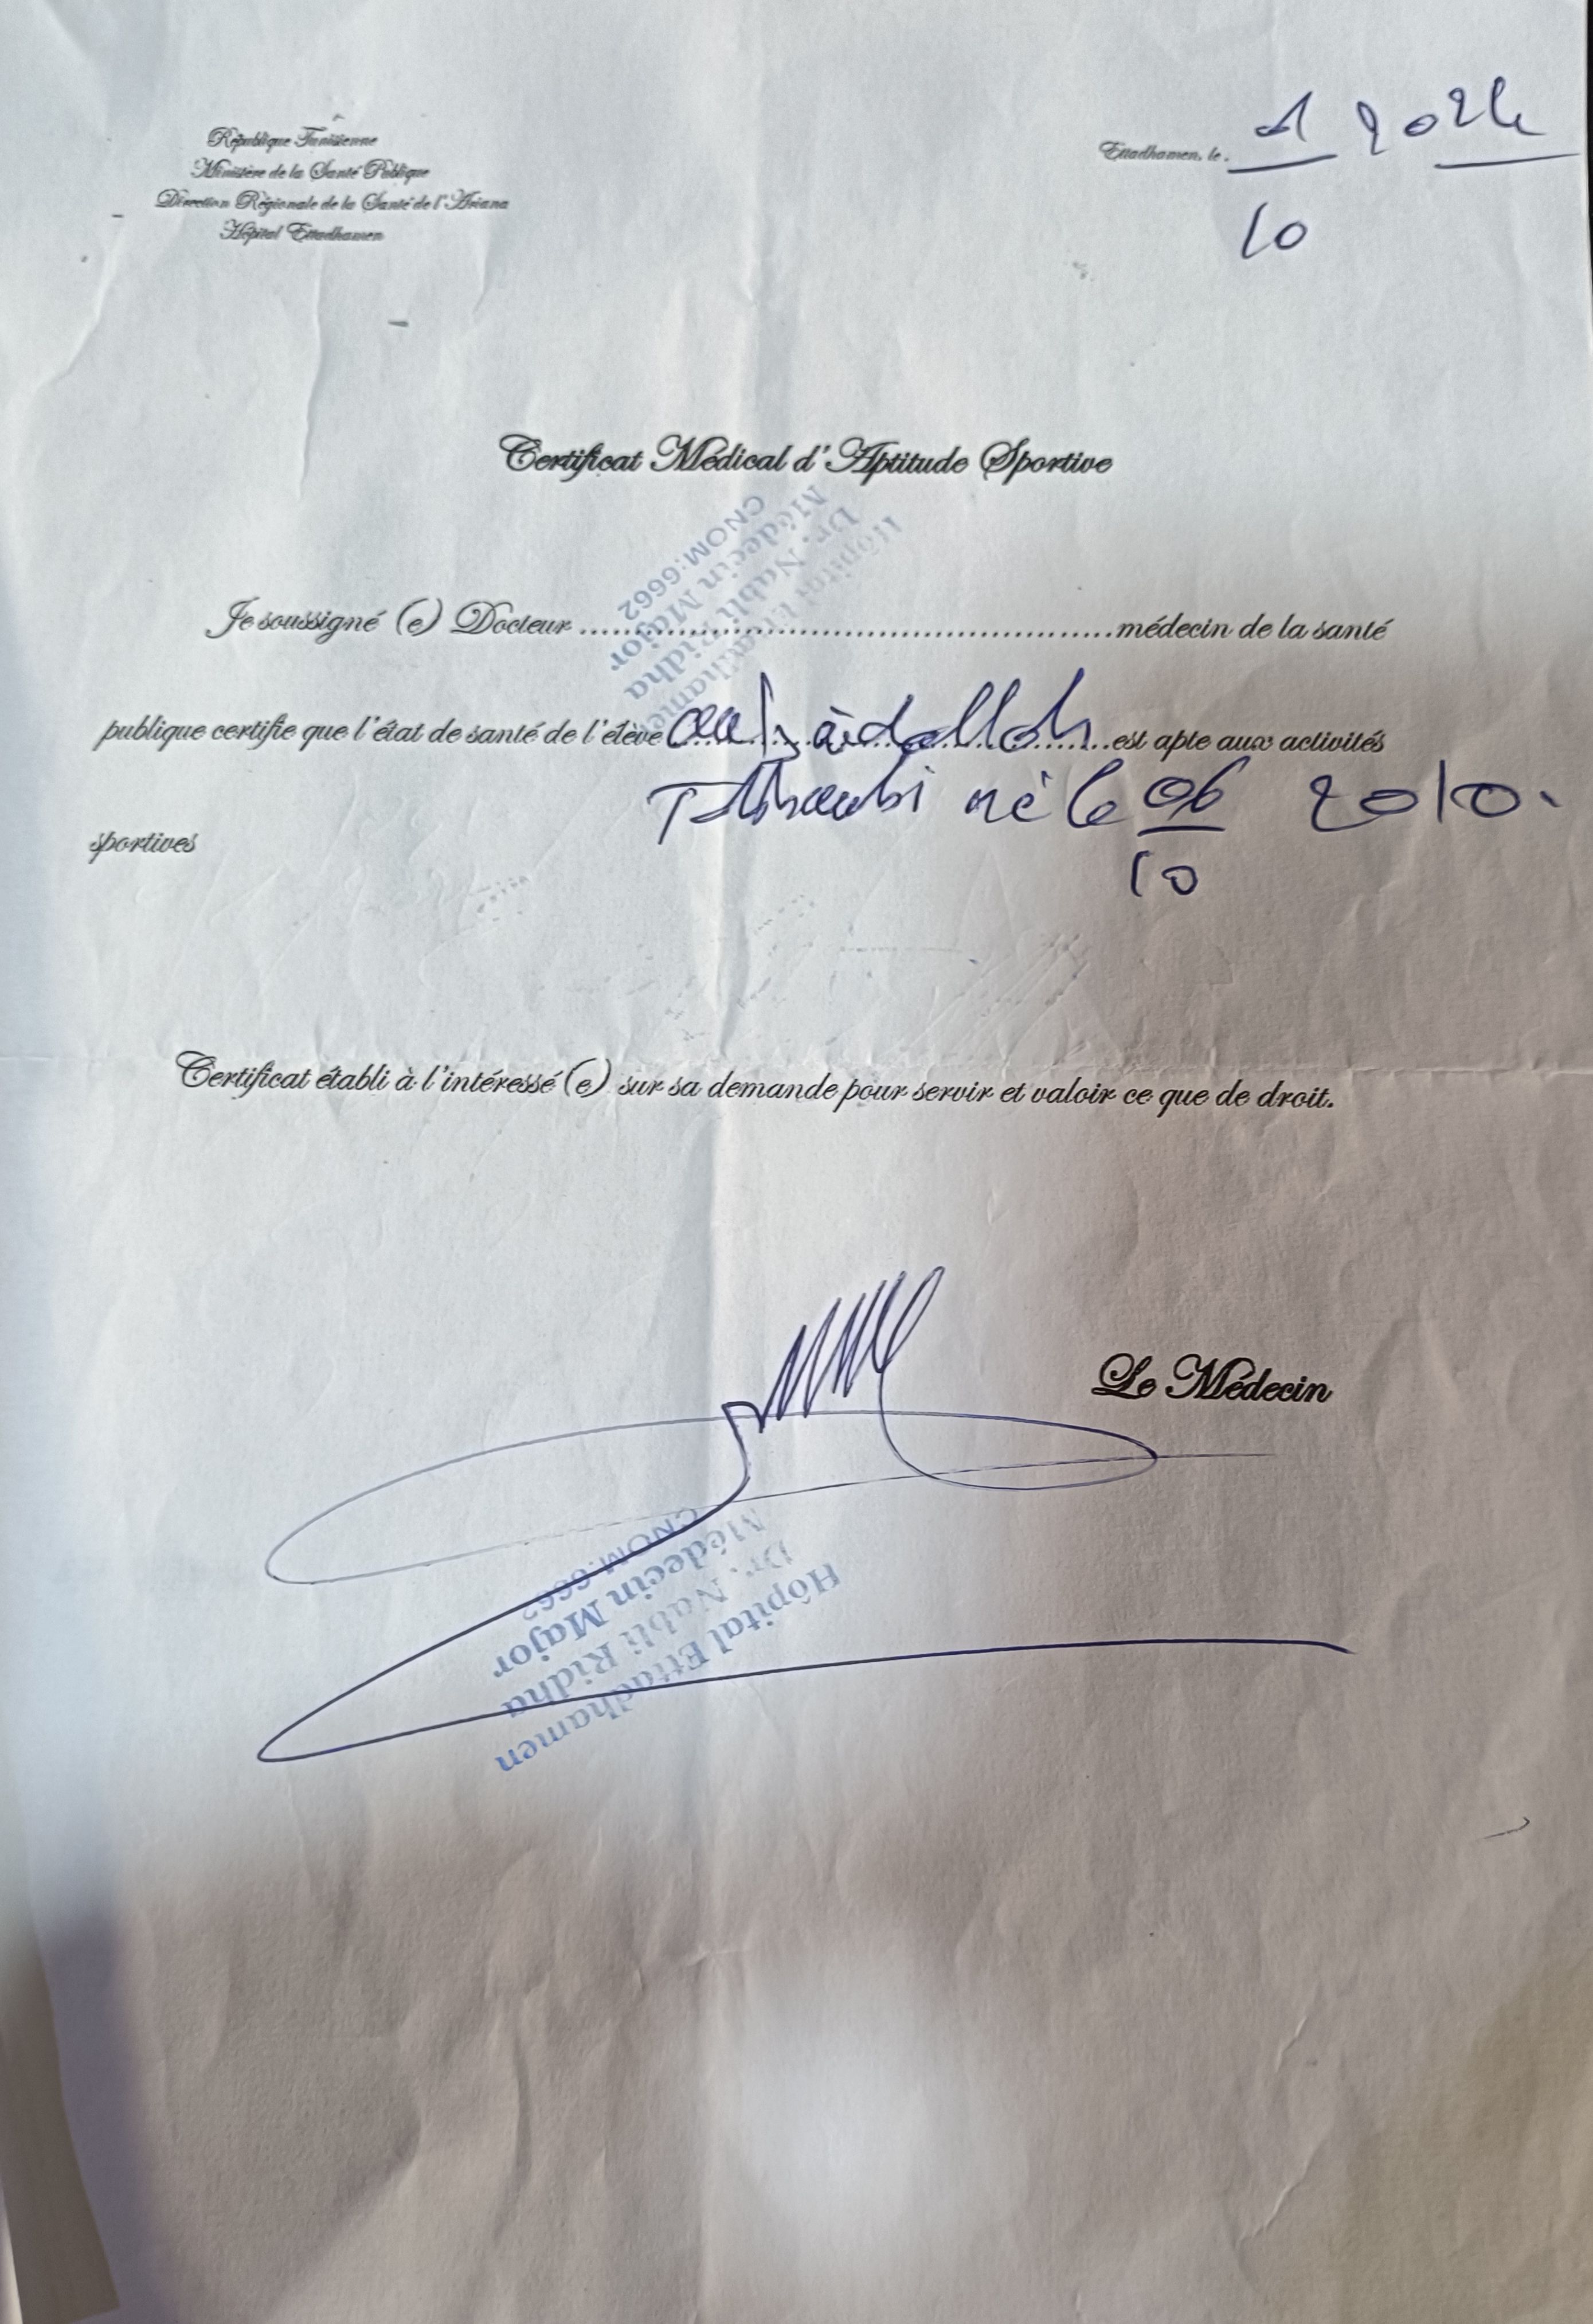 République Tunisienne
Ministère de la Santé Publique
Direction Régionale de la Santé de l'Ariana
Hôpital Ettadhamen
Ettadhamen, le. 1 2024
10
Certificat Médical d'Aptitude Sportive
Hôpital Ettadhamen
Dr. Nabli Ridha
Médecin Major
CNOM:6662
Je soussigné (e) Docteur ................................................ médecin de la santé
publique certifie que l'état de santé de l'élève est apte aux activités
né le 06 2010.
10
sportives
Certificat établi à l'intéressé (e) sur sa demande pour servir et valoir ce que de droit.
Le Médecin
Hôpital Ettadhamen
Dr. Nabli Ridha
Médecin Major
CNOM:6662